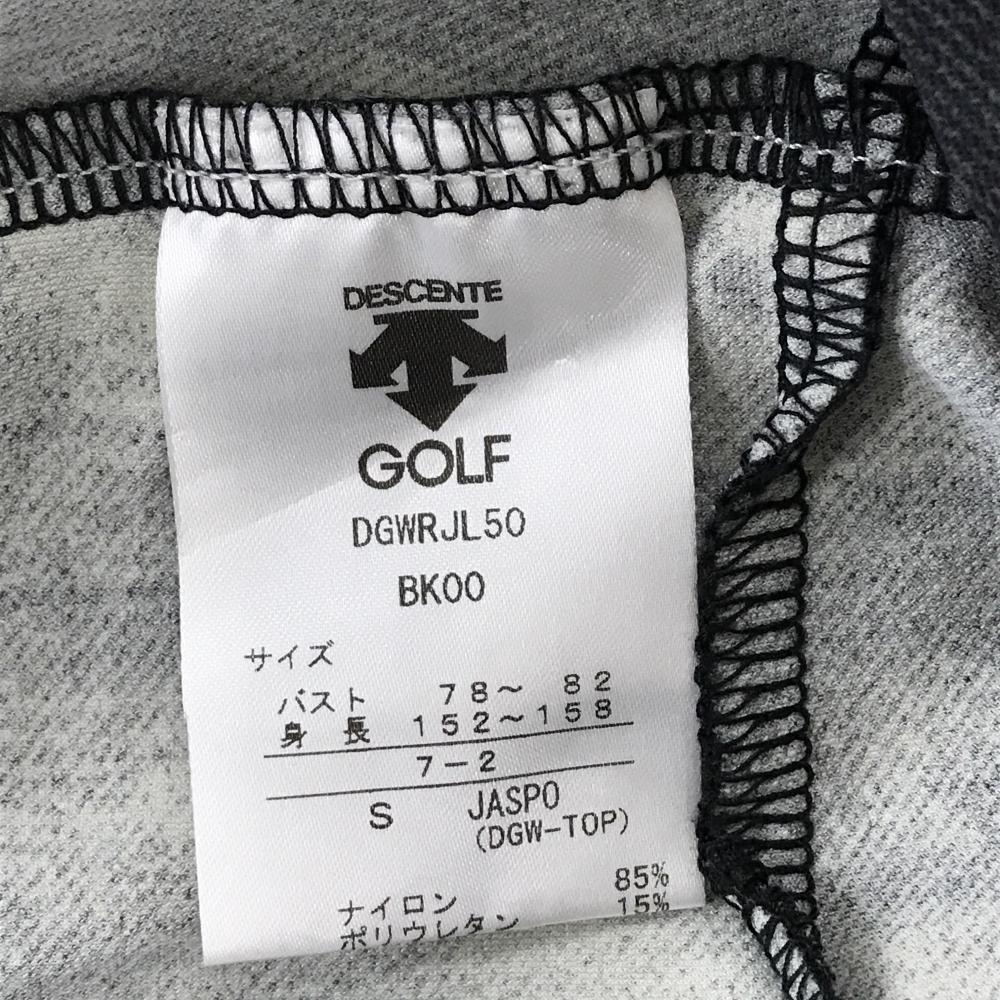 DESCENTE
GOLF
DGWRJL50
BK00
サイズ
バスト 78～ 82
身 長 152～158
7－2
S JASPO
(DGW-TOP)
ナイロン 85%
ポリウレタン 15%